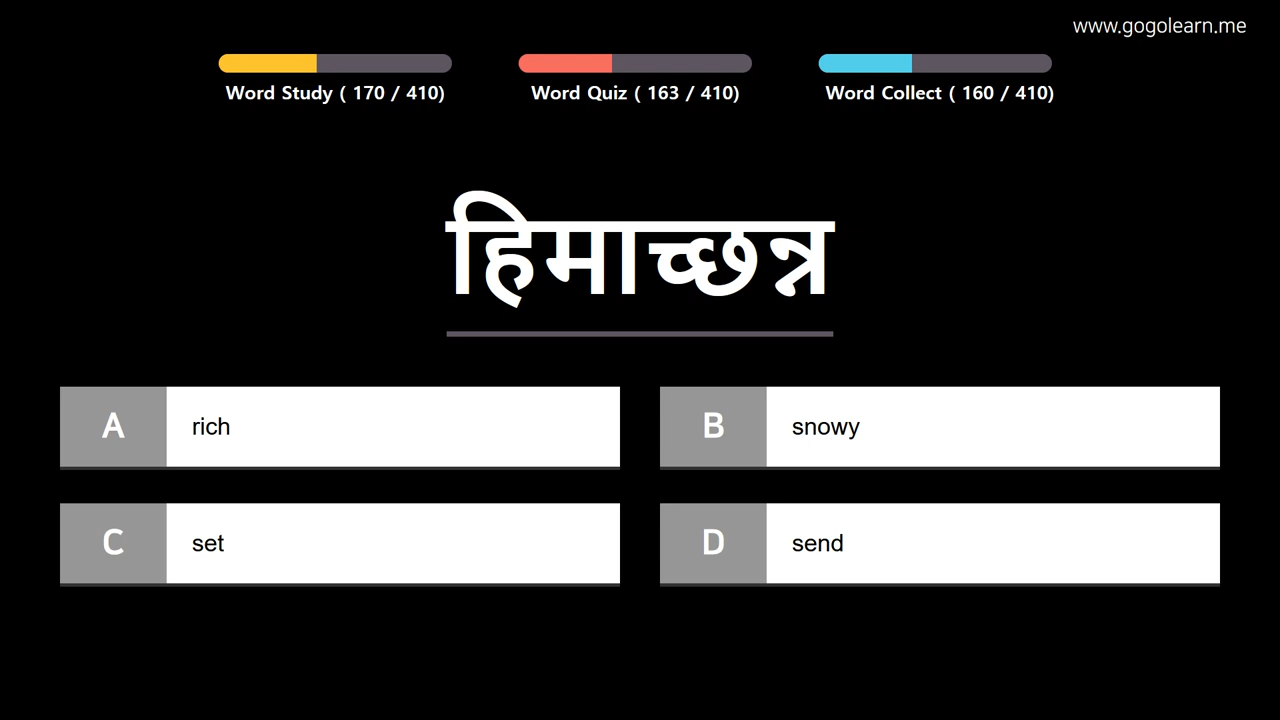 www.gogolearn.me
Word Study ( 170 / 410)
Word Quiz ( 163 / 410)
Word Collect ( 160 / 410)
हिमाच्छन्न
A rich
B snowy
C set
D send